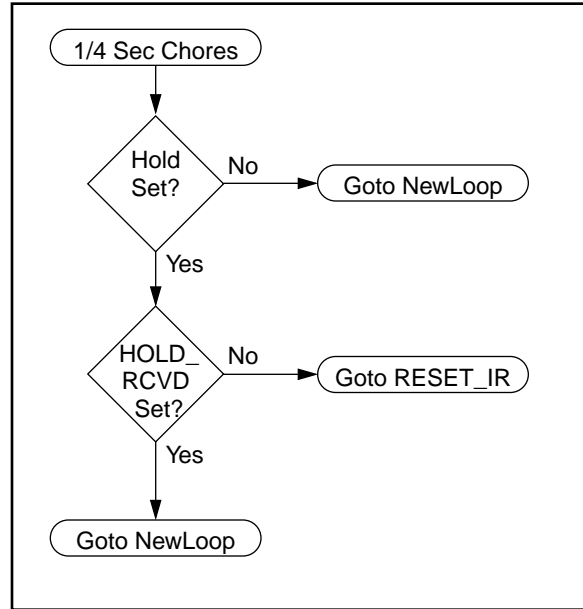 1/4 Sec Chores
Hold
Set?
No
Goto NewLoop
Yes
HOLD_
RCVD
Set?
No
Goto RESET_IR
Yes
Goto NewLoop